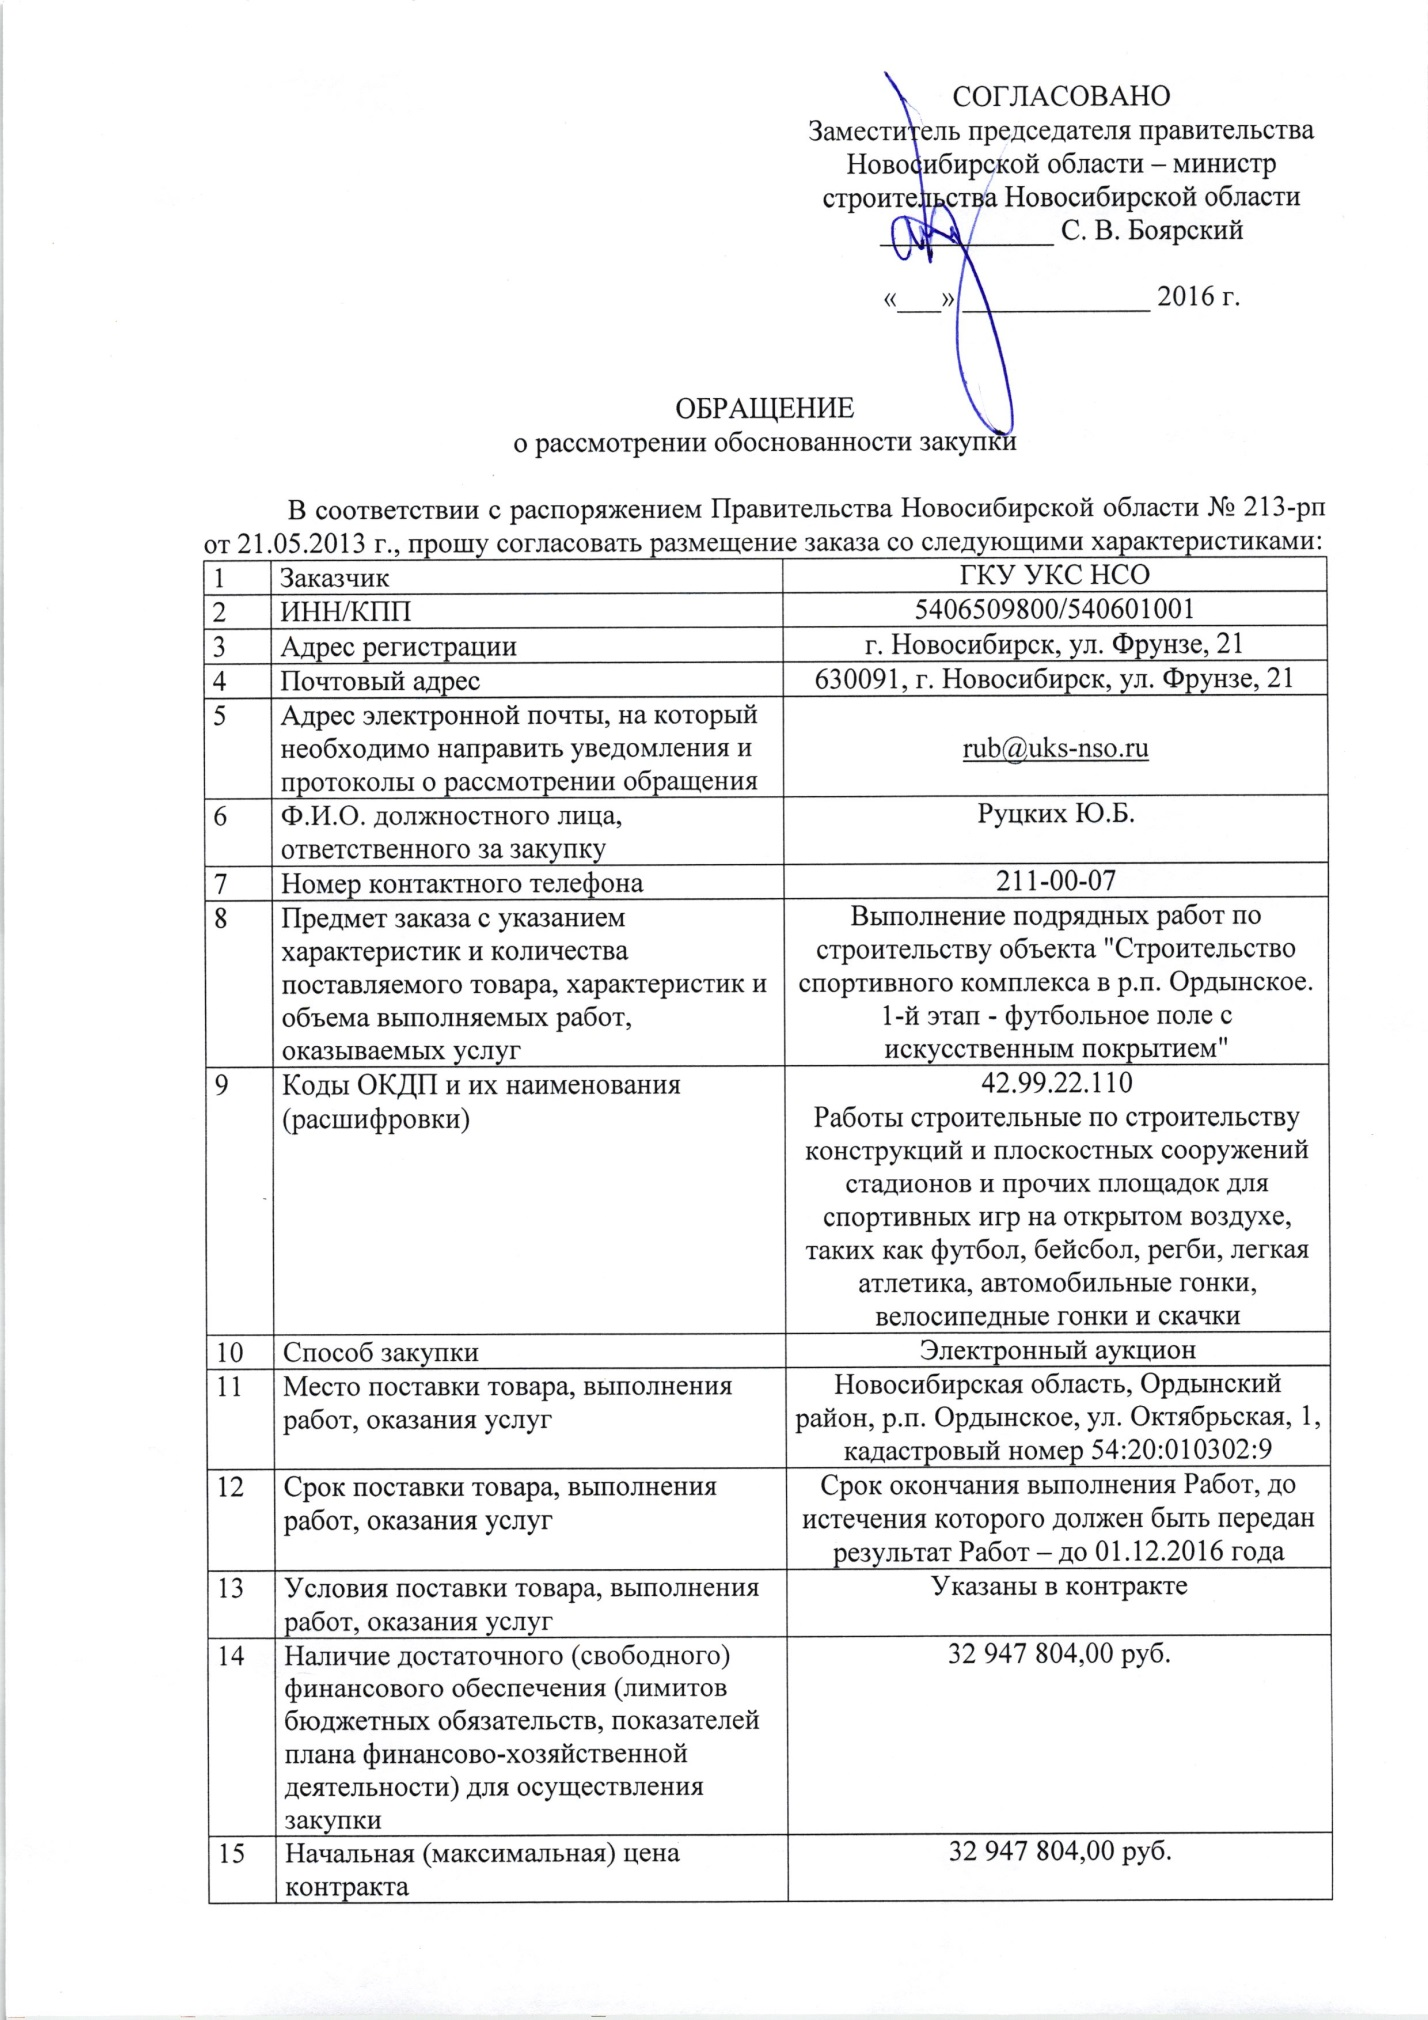 СОГЛАСОВАНО
Заместитель председателя правительства
Новосибирской области – министр
строительства Новосибирской области
____________ С. В. Боярский
«___» _____________ 2016 г.
ОБРАЩЕНИЕ
о рассмотрении обоснованности закупки
В соответствии с распоряжением Правительства Новосибирской области № 213-рп
от 21.05.2013 г., прошу согласовать размещение заказа со следующими характеристиками:
1 Заказчик ГКУ УКС НСО
2 ИНН/КПП 5406509800/540601001
3 Адрес регистрации г. Новосибирск, ул. Фрунзе, 21
4 Почтовый адрес 630091, г. Новосибирск, ул. Фрунзе, 21
5 Адрес электронной почты, на который
необходимо направить уведомления и
протоколы о рассмотрении обращения
rub@uks-nso.ru
6 Ф.И.О. должностного лица,
ответственного за закупку
Руцких Ю.Б.
7 Номер контактного телефона 211-00-07
8 Предмет заказа с указанием
характеристик и количества
поставляемого товара, характеристик и
объема выполняемых работ,
оказываемых услуг
Выполнение подрядных работ по
строительству объекта "Строительство
спортивного комплекса в р.п. Ордынское.
1-й этап - футбольное поле с
искусственным покрытием"
9 Коды ОКДП и их наименования
(расшифровки)
42.99.22.110
Работы строительные по строительству
конструкций и плоскостных сооружений
стадионов и прочих площадок для
спортивных игр на открытом воздухе,
таких как футбол, бейсбол, регби, легкая
атлетика, автомобильные гонки,
велосипедные гонки и скачки
10 Способ закупки Электронный аукцион
11 Место поставки товара, выполнения
работ, оказания услуг
Новосибирская область, Ордынский
район, р.п. Ордынское, ул. Октябрьская, 1,
кадастровый номер 54:20:010302:9
12 Срок поставки товара, выполнения
работ, оказания услуг
Срок окончания выполнения Работ, до
истечения которого должен быть передан
результат Работ – до 01.12.2016 года
13 Условия поставки товара, выполнения
работ, оказания услуг
Указаны в контракте
14 Наличие достаточного (свободного)
финансового обеспечения (лимитов
бюджетных обязательств, показателей
плана финансово-хозяйственной
деятельности) для осуществления
закупки
32 947 804,00 руб.
15 Начальная (максимальная) цена
контракта
32 947 804,00 руб.